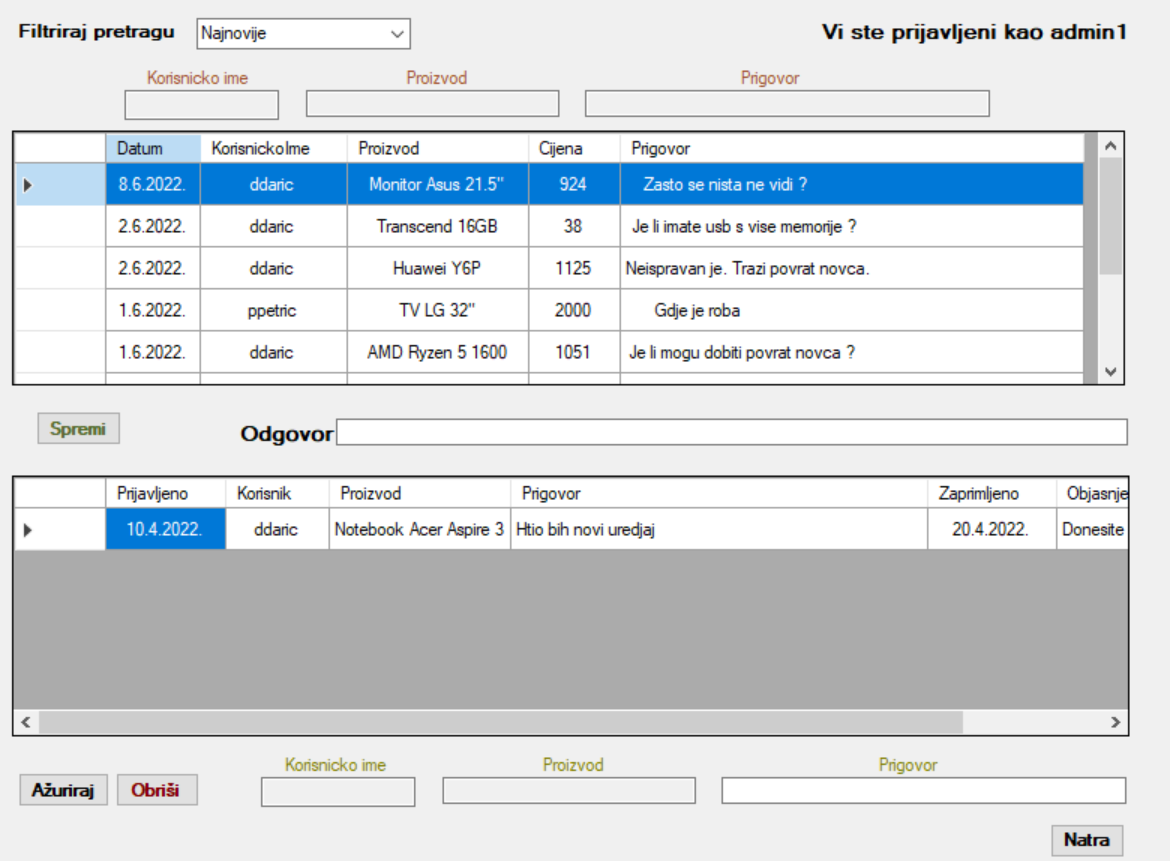 Filtriraj pretragu Najnovije Vi ste prijavljeni kao admin1
Korisnicko ime Proizvod Prigovor
Datum KorisnickoIme Proizvod Cijena Prigovor
8.6.2022. ddaric Monitor Asus 21.5" 924 Zasto se nista ne vidi ?
2.6.2022. ddaric Transcend 16GB 38 Je li imate usb s vise memorije ?
2.6.2022. ddaric Huawei Y6P 1125 Neispravan je. Trazi povrat novca.
1.6.2022. ppetric TV LG 32" 2000 Gdje je roba
1.6.2022. ddaric AMD Ryzen 5 1600 1051 Je li mogu dobiti povrat novca ?
Spremi Odgovor
Prijavljeno Korisnik Proizvod Prigovor Zaprimljeno Objasnje
10.4.2022. ddaric Notebook Acer Aspire 3 Htio bih novi uredjaj 20.4.2022. Donesite
Korisnicko ime Proizvod Prigovor
Ažuriraj Obriši
Natra